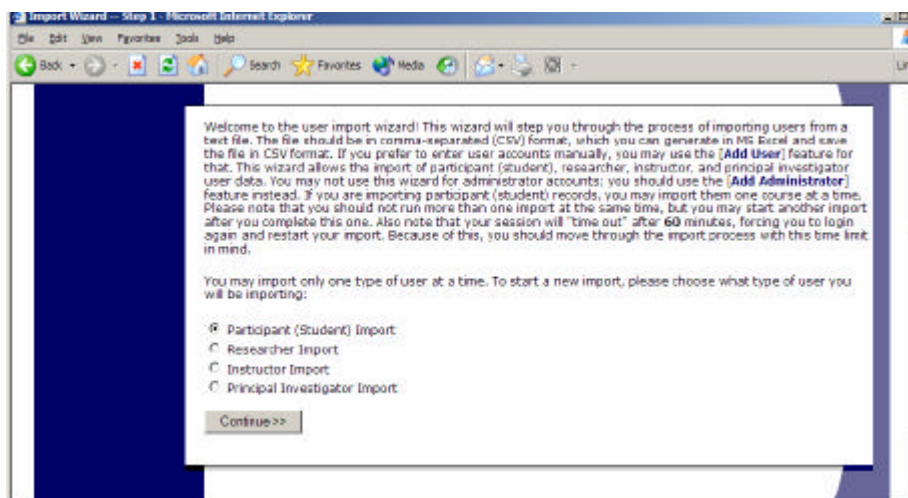 Import Wizard -- Step 1 - Microsoft Internet Explorer
File Edit View Favorites Tools Help
Back Search Favorites Media
Welcome to the user import wizard! This wizard will step you through the process of importing users from a
text file. The file should be in comma-separated (CSV) format, which you can generate in MS Excel and save
the file in CSV format. If you prefer to enter user accounts manually, you may use the [Add User] feature for
that. This wizard allows the import of participant (student), researcher, instructor, and principal investigator
user data. You may not use this wizard for administrator accounts; you should use the [Add Administrator]
feature instead. If you are importing participant (student) records, you may import them one course at a time.
Please note that you should not run more than one import at the same time, but you may start another import
after you complete this one. Also note that your session will "time out" after 60 minutes, forcing you to login
again and restart your import. Because of this, you should move through the import process with this time limit
in mind.
You may import only one type of user at a time. To start a new import, please choose what type of user you
will be importing:
Participant (Student) Import
Researcher Import
Instructor Import
Principal Investigator Import
Continue >>